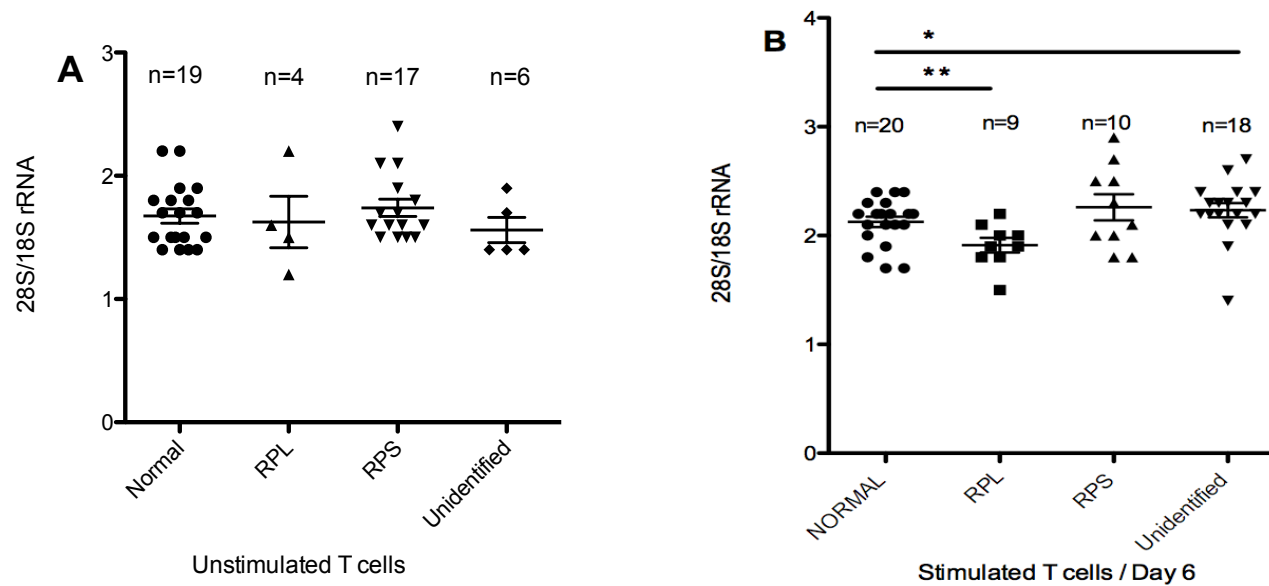 A
n=19 n=4 n=17 n=6
3
2
1
0
28S/18S rRNA
Normal
RPL
RPS
Unidentified
Unstimulated T cells
B
*
**
n=20 n=9 n=10 n=18
4
3
2
1
0
28S/18S rRNA
NORMAL
RPL
RPS
Unidentified
Stimulated T cells / Day 6